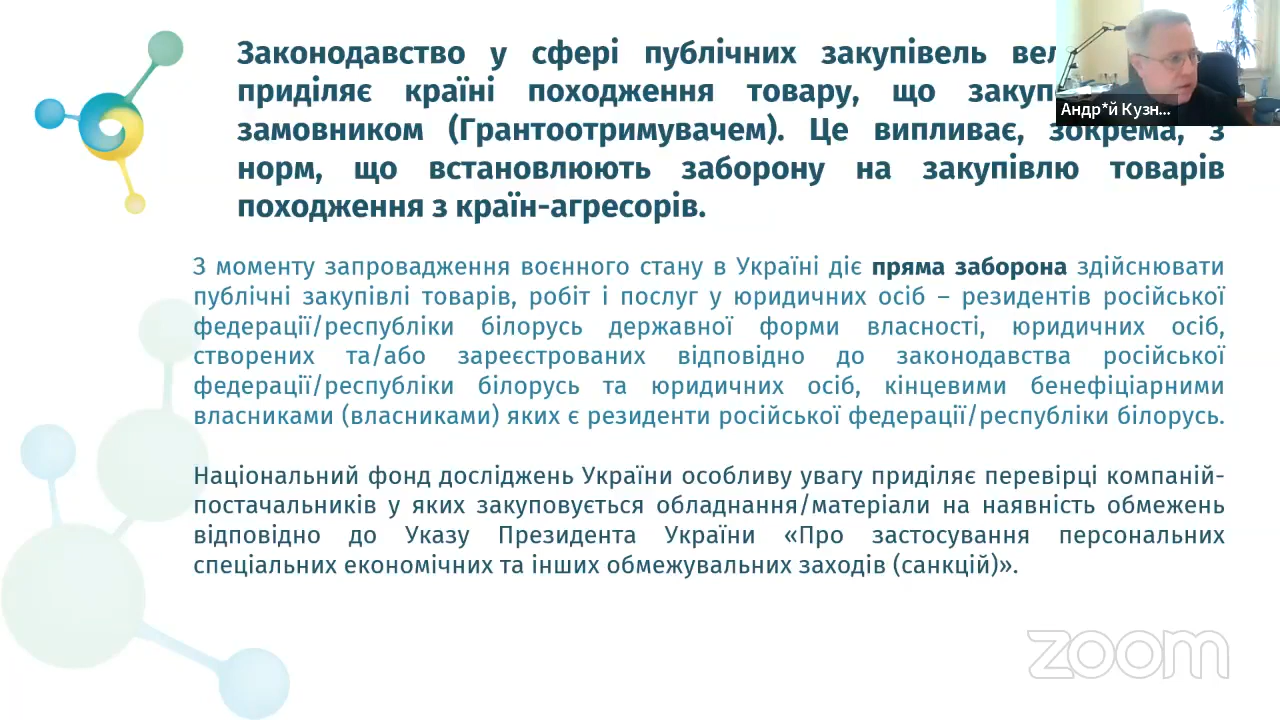 Законодавство у сфері публічних закупівель
приділяє країні походження товару, що
замовником (Грантоотримувачем). Це випливає, зокрема, з
норм, що встановлюють заборону на закупівлю товарів
походження з країн-агресорів.
Андр*й Кузн...
З моменту запровадження воєнного стану в Україні діє пряма заборона здійснювати
публічні закупівлі товарів, робіт і послуг у юридичних осіб – резидентів російської
федерації/республіки білорусь державної форми власності, юридичних осіб,
створених та/або зареєстрованих відповідно до законодавства російської
федерації/республіки білорусь та юридичних осіб, кінцевими бенефіціарними
власниками (власниками) яких є резиденти російської федерації/республіки білорусь.
Національний фонд досліджень України особливу увагу приділяє перевірці компаній-
постачальників у яких закуповується обладнання/матеріали на наявність обмежень
відповідно до Указу Президента України «Про застосування персональних
спеціальних економічних та інших обмежувальних заходів (санкцій)».
zoom